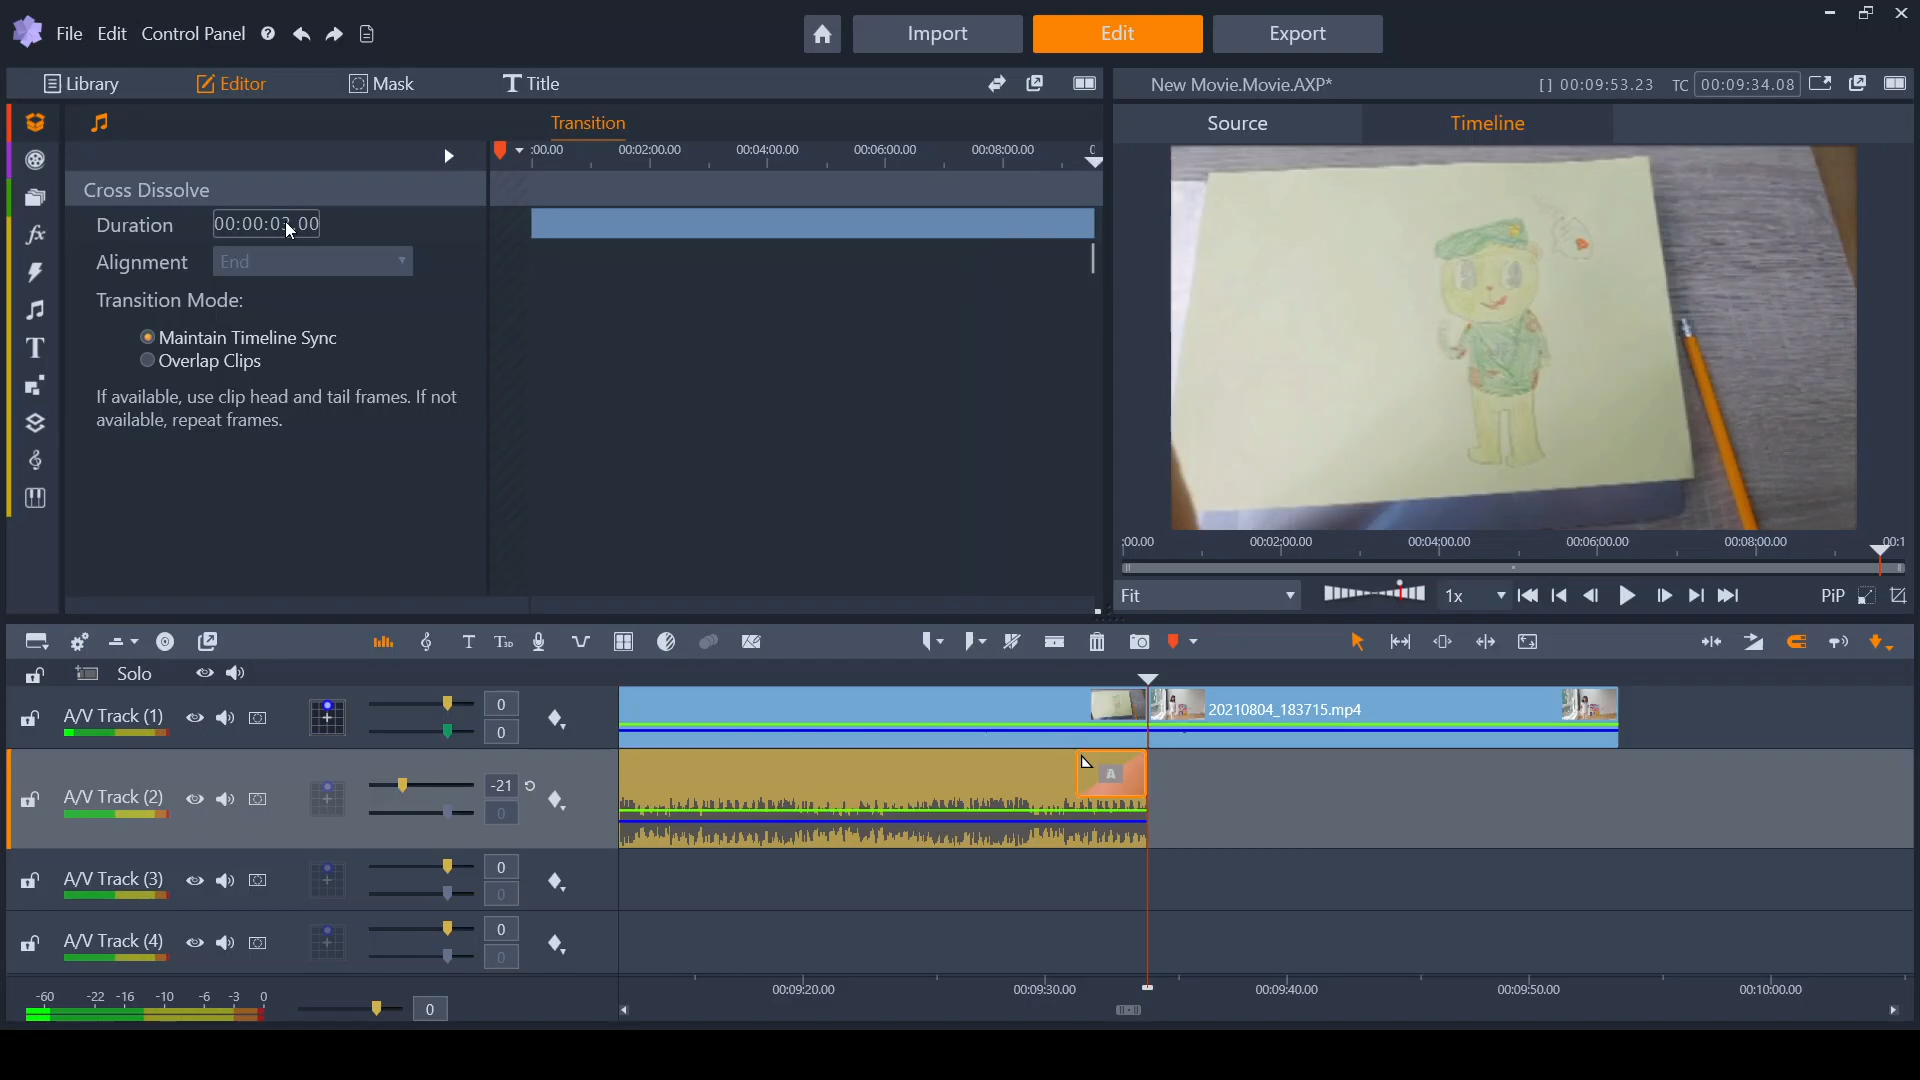 File Edit Control Panel
Import Edit Export
Library Editor Mask Title
New Movie.Movie.AXP* [ ] 00:09:53.23 TC 00:09:34.08
Transition
Source Timeline
:00.00 00:02:00.00 00:04:00.00 00:06:00.00 00:08:00.00 0
Cross Dissolve
Duration 00:00:03.00
Alignment End
Transition Mode:
Maintain Timeline Sync
Overlap Clips
If available, use clip head and tail frames. If not
available, repeat frames.
:00.00 00:02:00.00 00:04:00.00 00:06:00.00 00:08:00.00 00:1
Fit 1x PiP
Solo
A/V Track (1) 0
0
20210804_183715.mp4
A/V Track (2) -21
0
A
A/V Track (3) 0
0
A/V Track (4) 0
0
00:09:20.00 00:09:30.00 00:09:40.00 00:09:50.00 00:10:00.00
-60 -22 -16 -10 -6 -3 0
0